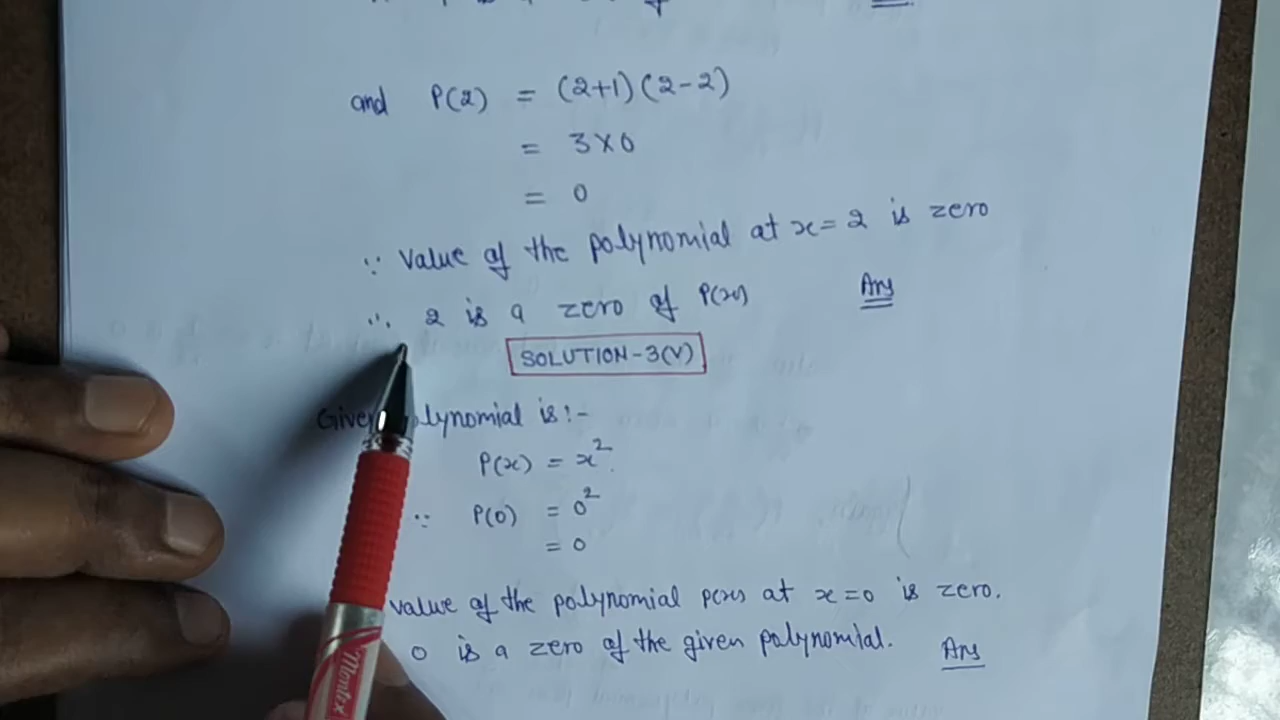 and P(2) = (2+1)(2-2)
= 3×0
= 0
∵ Value of the polynomial at x=2 is zero
∴ 2 is a zero of P(x) Ans
SOLUTION-3(V)
Given polynomial is:-
P(x) = x².
∵ P(0) = 0²
= 0
value of the polynomial p(x) at x=0 is zero.
0 is a zero of the given polynomial. Ans
Montex